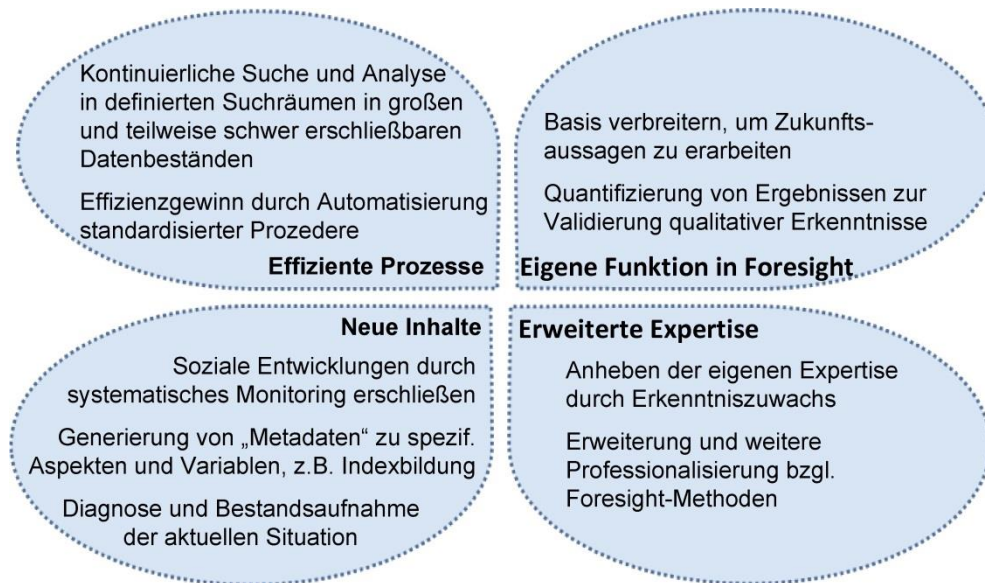 Kontinuierliche Suche und Analyse
in definierten Suchräumen in großen
und teilweise schwer erschließbaren
Datenbeständen
Effizienzgewinn durch Automatisierung
standardisierter Prozedere
Effiziente Prozesse
Basis verbreitern, um Zukunfts-
aussagen zu erarbeiten
Quantifizierung von Ergebnissen zur
Validierung qualitativer Erkenntnisse
Eigene Funktion in Foresight
Neue Inhalte
Soziale Entwicklungen durch
systematisches Monitoring erschließen
Generierung von „Metadaten“ zu spezif.
Aspekten und Variablen, z.B. Indexbildung
Diagnose und Bestandsaufnahme
der aktuellen Situation
Erweiterte Expertise
Anheben der eigenen Expertise
durch Erkenntniszuwachs
Erweiterung und weitere
Professionalisierung bzgl.
Foresight-Methoden